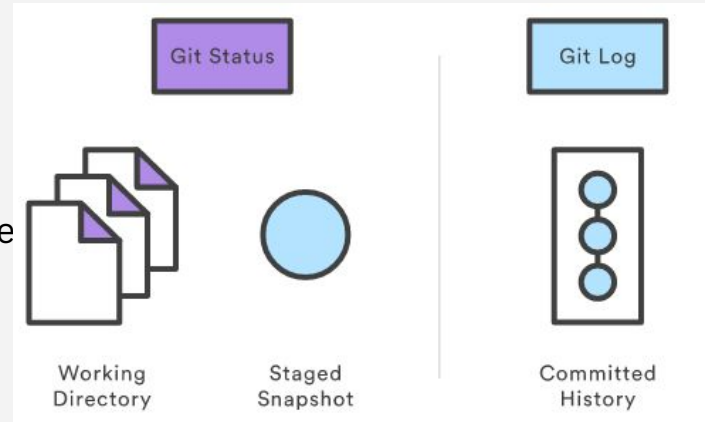 Git Status
Git Log
e
Working
Directory
Staged
Snapshot
Committed
History